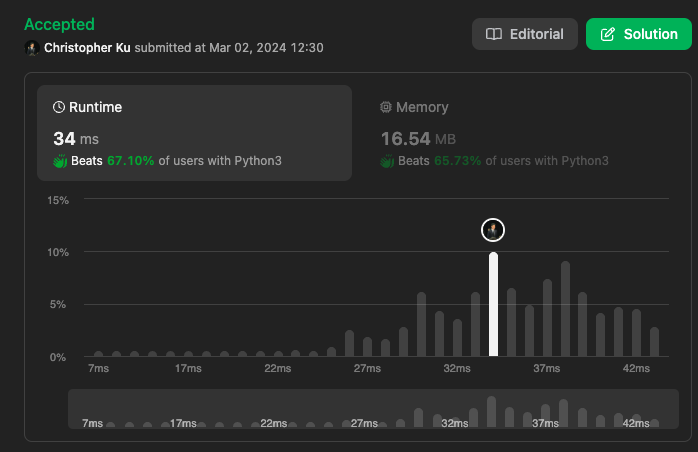 Accepted
Christopher Ku submitted at Mar 02, 2024 12:30
Editorial
Solution
Runtime
34 ms
Beats 67.10% of users with Python3
Memory
16.54 MB
Beats 65.73% of users with Python3
15%
10%
5%
0%
7ms 17ms 22ms 27ms 32ms 37ms 42ms
7ms 17ms 22ms 27ms 32ms 37ms 42ms